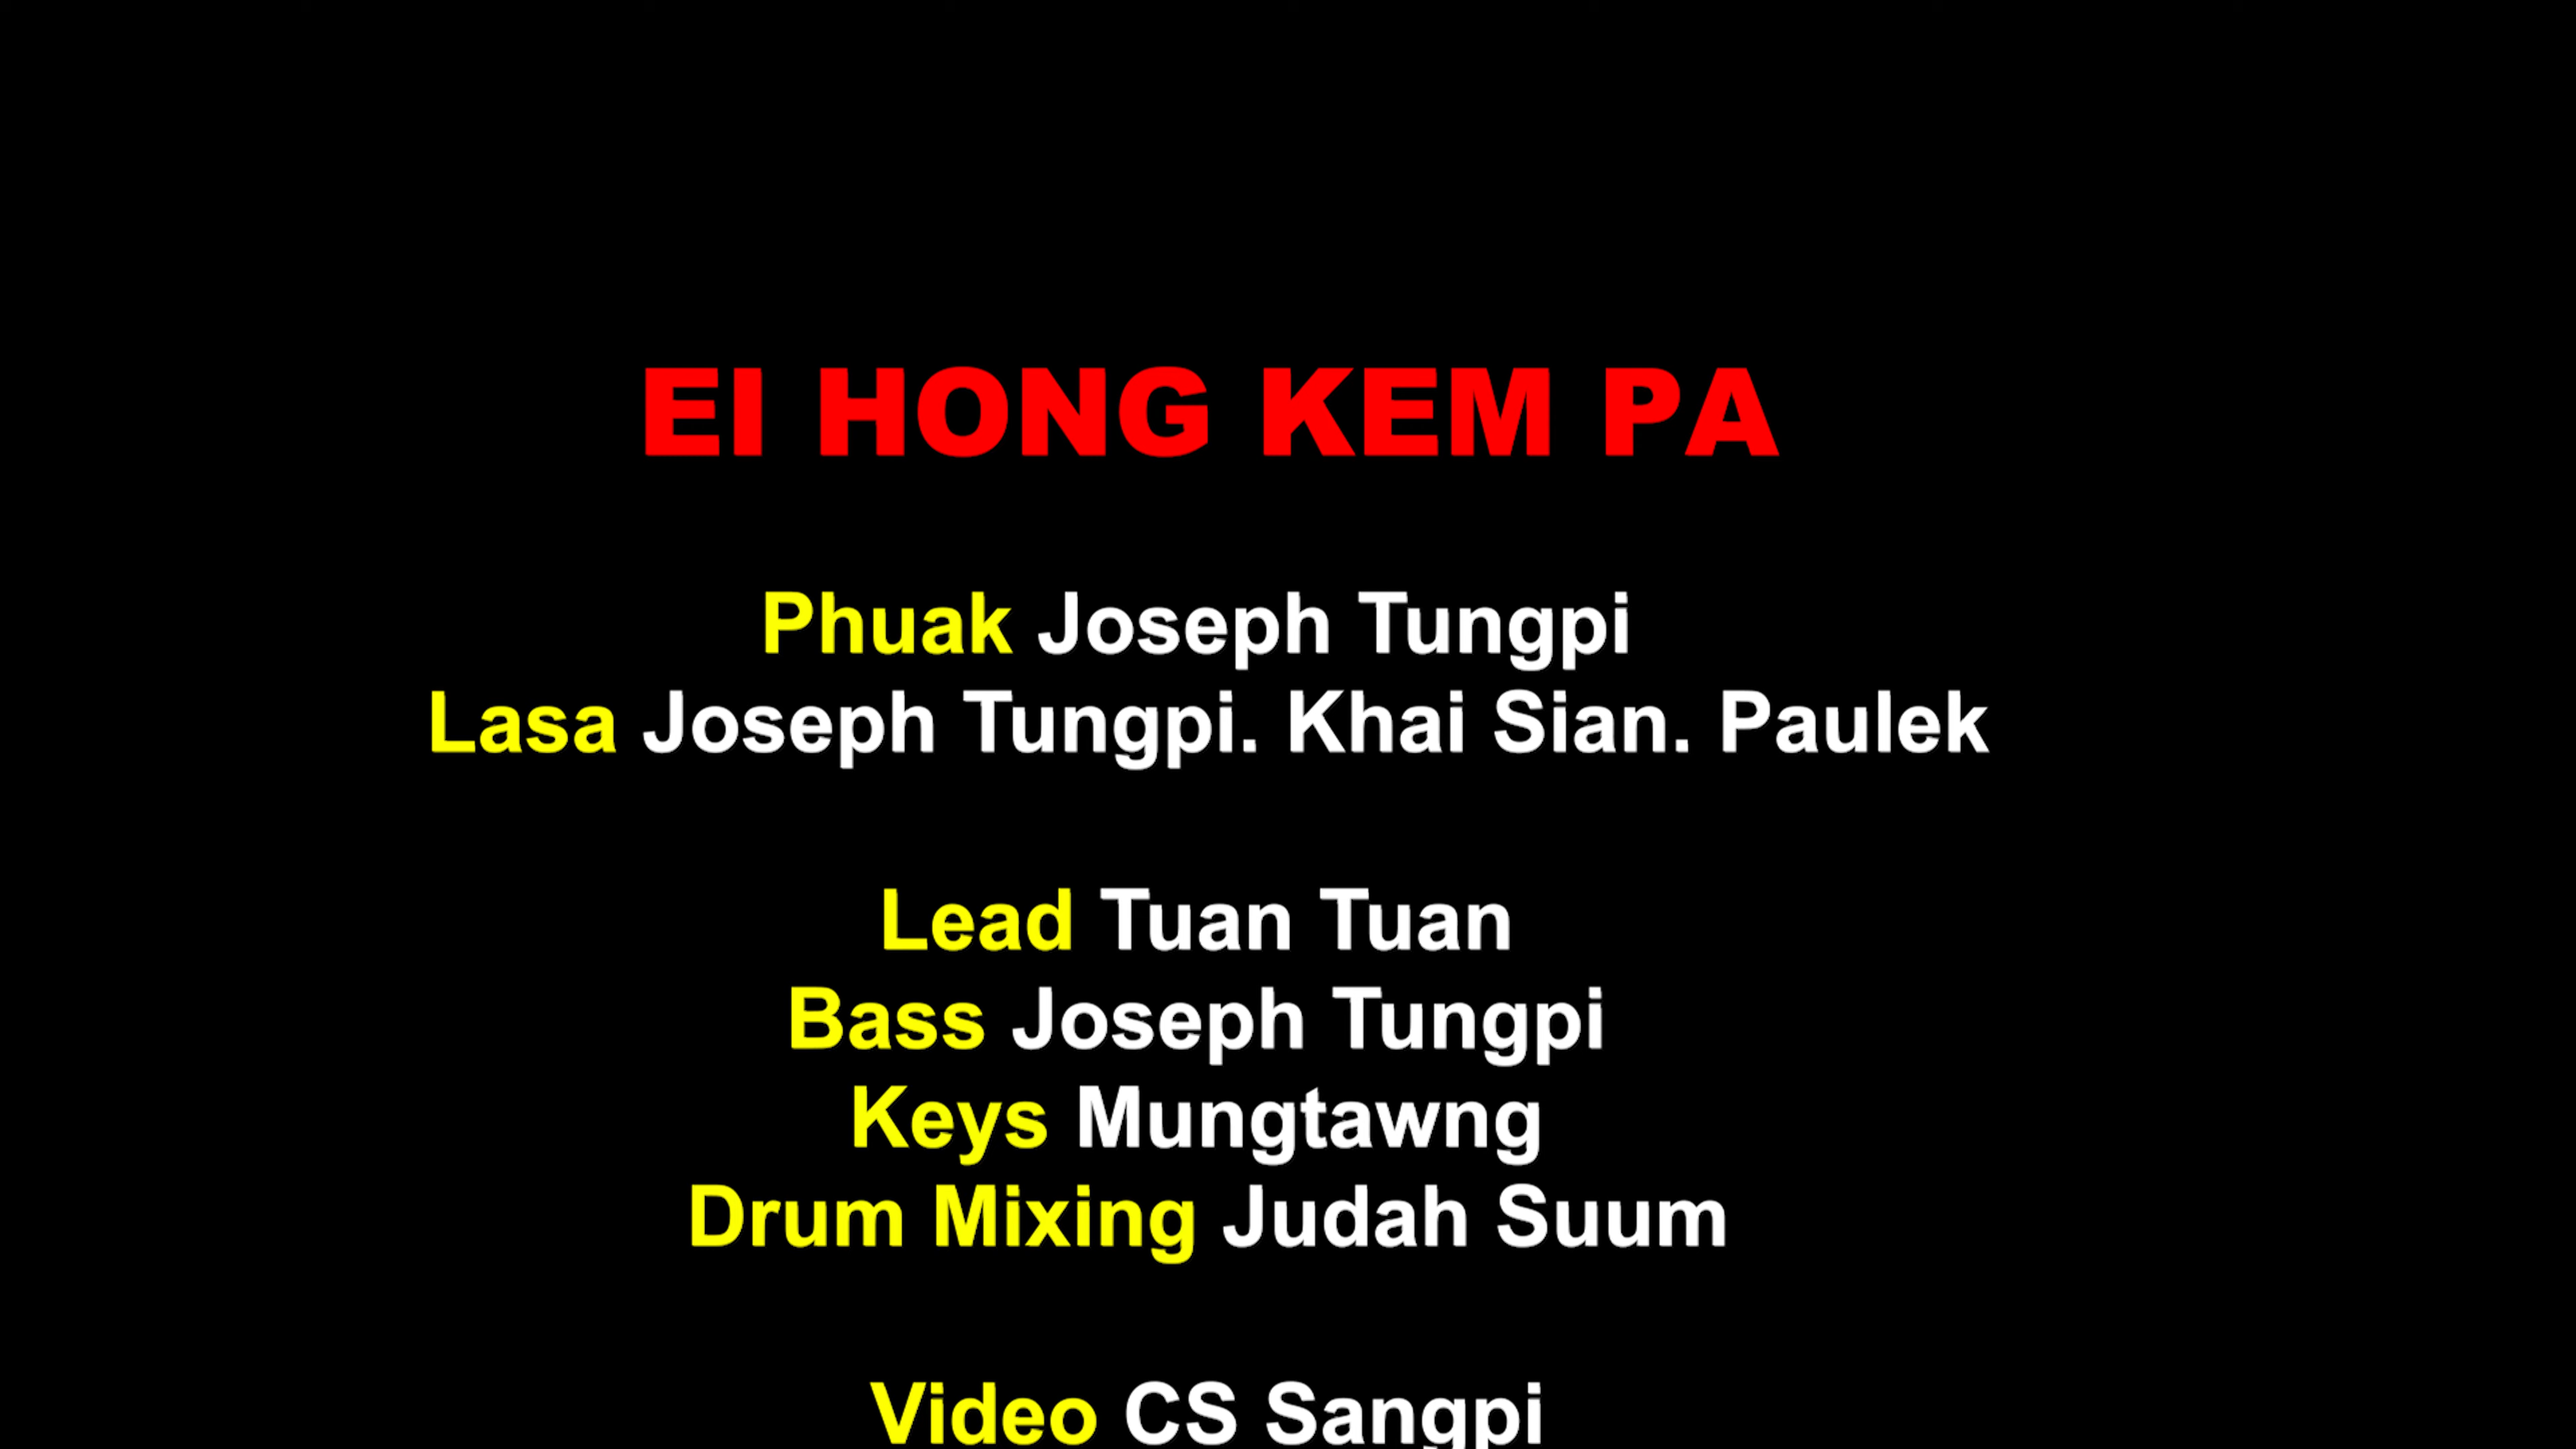 EI HONG KEM PA
Phuak Joseph Tungpi
Lasa Joseph Tungpi. Khai Sian. Paulek
Lead Tuan Tuan
Bass Joseph Tungpi
Keys Mungtawng
Drum Mixing Judah Suum
Video CS Sangpi